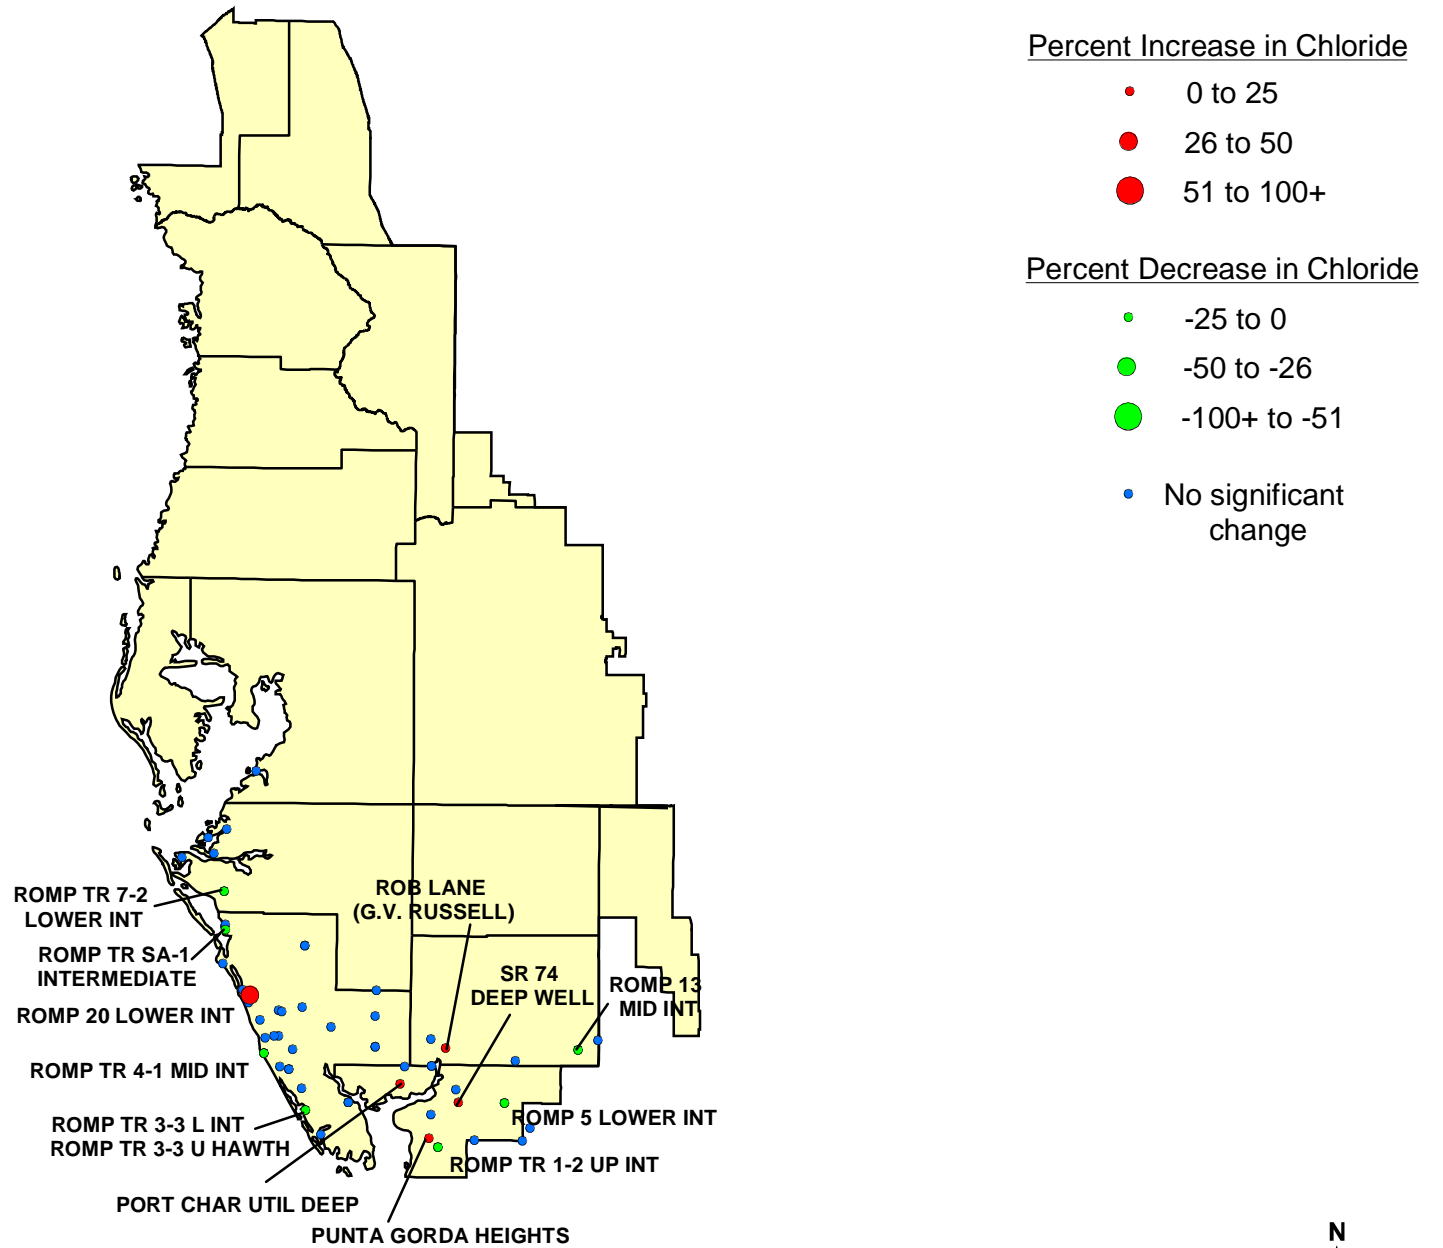 Percent Increase in Chloride
0 to 25
26 to 50
51 to 100+
Percent Decrease in Chloride
-25 to 0
-50 to -26
-100+ to -51
No significant
change
ROMP TR 7-2
LOWER INT
ROB LANE
(G.V. RUSSELL)
ROMP TR SA-1
INTERMEDIATE
SR 74
DEEP WELL
ROMP 13
MID INT
ROMP 20 LOWER INT
ROMP TR 4-1 MID INT
ROMP TR 3-3 L INT
ROMP TR 3-3 U HAWTH
ROMP 5 LOWER INT
ROMP TR 1-2 UP INT
PORT CHAR UTIL DEEP
PUNTA GORDA HEIGHTS
N